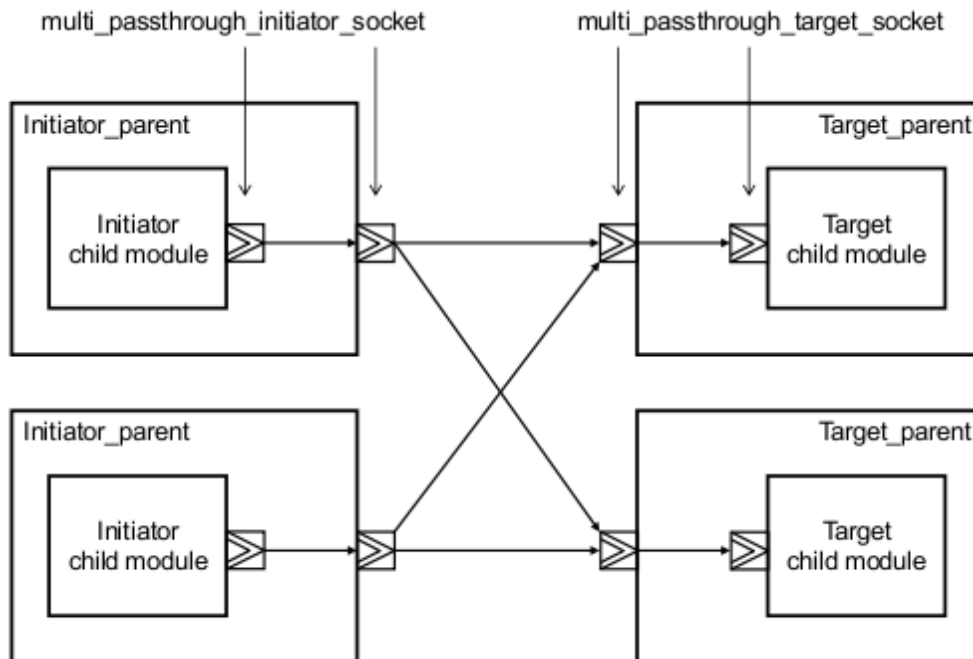 multi_passthrough_initiator_socket
multi_passthrough_target_socket
Initiator_parent
Target_parent
Initiator
child module
Target
child module
Initiator_parent
Target_parent
Initiator
child module
Target
child module